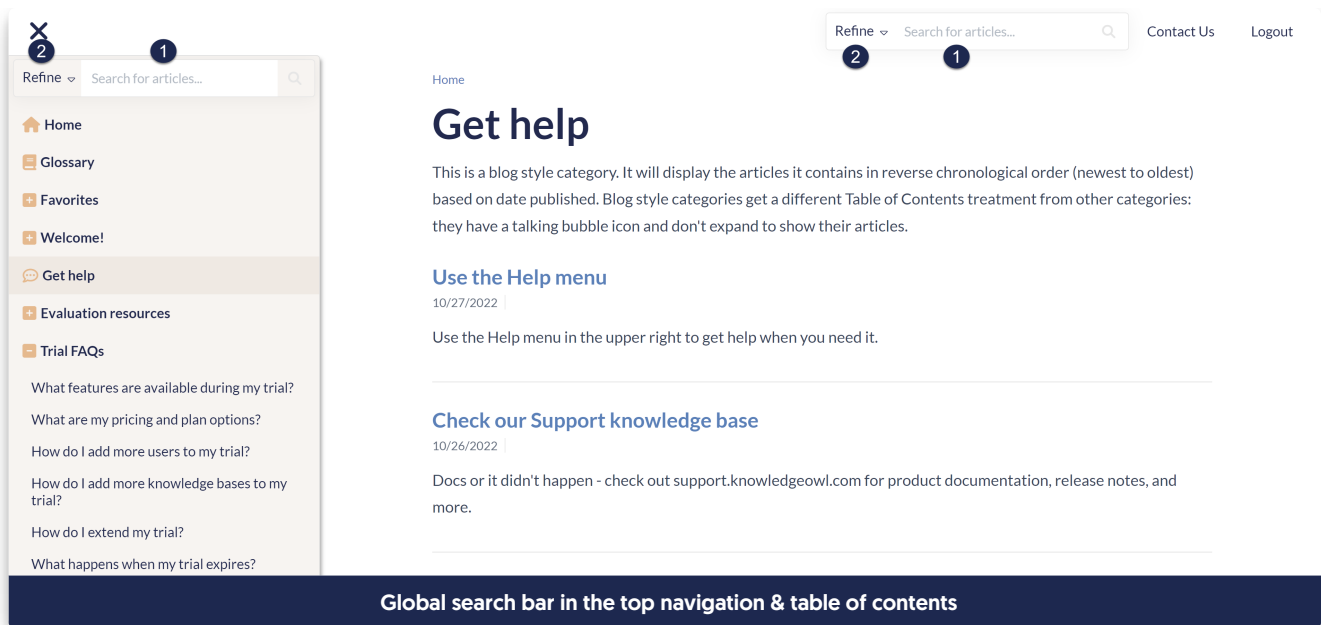 Refine
Search for articles...
Contact Us
Logout
2
1
Refine
Search for articles...
2
1
Home
Glossary
Favorites
Welcome!
Get help
Evaluation resources
Trial FAQs
What features are available during my trial?
What are my pricing and plan options?
How do I add more users to my trial?
How do I add more knowledge bases to my
trial?
How do I extend my trial?
What happens when my trial expires?
Home
Get help
This is a blog style category. It will display the articles it contains in reverse chronological order (newest to oldest)
based on date published. Blog style categories get a different Table of Contents treatment from other categories:
they have a talking bubble icon and don't expand to show their articles.
Use the Help menu
10/27/2022
Use the Help menu in the upper right to get help when you need it.
Check our Support knowledge base
10/26/2022
Docs or it didn't happen - check out support.knowledgeowl.com for product documentation, release notes, and
more.
Global search bar in the top navigation & table of contents